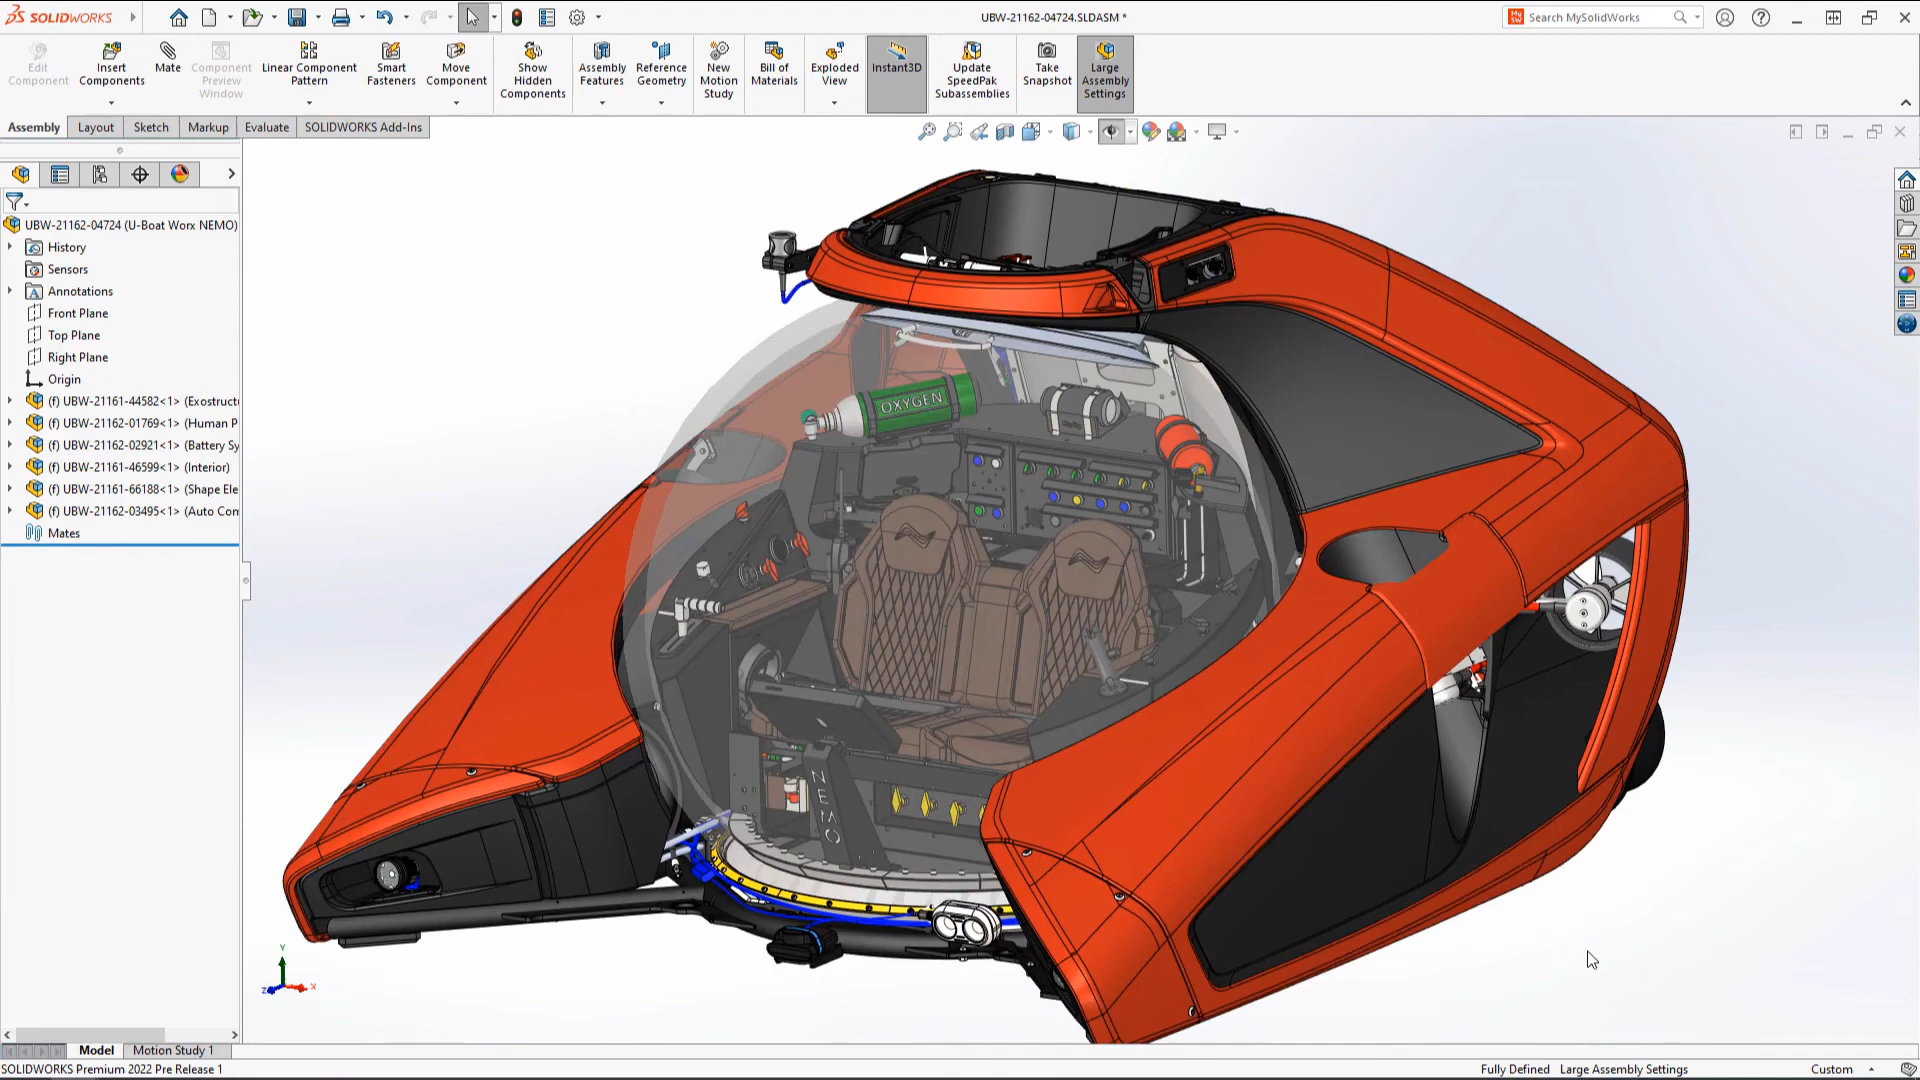 SOLIDWORKS
UBW-21162-04724.SLDASM *
Search MySolidWorks
Edit Component
Insert Components
Mate
Component Preview Window
Linear Component Pattern
Smart Fasteners
Move Component
Show Hidden Components
Assembly Features
Reference Geometry
New Motion Study
Bill of Materials
Exploded View
Instant3D
Update SpeedPak Subassemblies
Take Snapshot
Large Assembly Settings
Assembly
Layout
Sketch
Markup
Evaluate
SOLIDWORKS Add-Ins
UBW-21162-04724 (U-Boat Worx NEMO)
History
Sensors
Annotations
Front Plane
Top Plane
Right Plane
Origin
(f) UBW-21161-44582<1> (Exostructu
(f) UBW-21162-01769<1> (Human P
(f) UBW-21162-02921<1> (Battery Sy
(f) UBW-21161-46599<1> (Interior)
(f) UBW-21161-66188<1> (Shape Ele
(f) UBW-21162-03495<1> (Auto Con
Mates
OXYGEN
NEMO
Y
Z
X
Model
Motion Study 1
SOLIDWORKS Premium 2022 Pre Release 1
Fully Defined
Large Assembly Settings
Custom